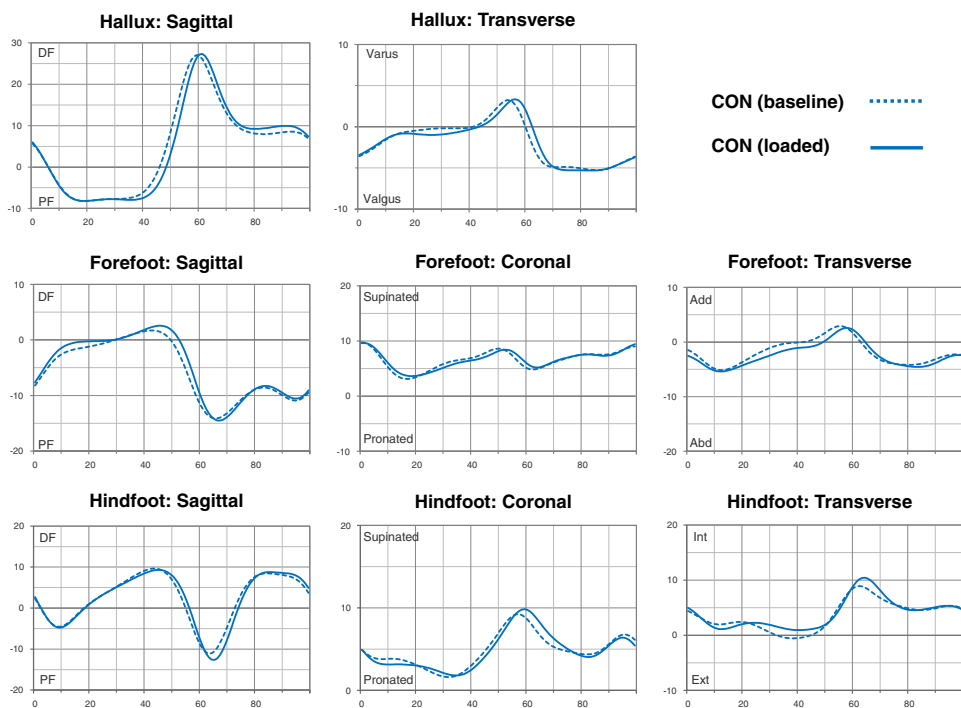 Hallux: Sagittal
30
DF
20
10
0
-10
PF
0 20 40 60 80
Hallux: Transverse
10
Varus
0
-10
Valgus
0 20 40 60 80
CON (baseline)
CON (loaded)
Forefoot: Sagittal
10
DF
0
-10
-20
PF
0 20 40 60 80
Forefoot: Coronal
20
Supinated
10
0
-10
Pronated
0 20 40 60 80
Forefoot: Transverse
10
Add
0
-10
-20
Abd
0 20 40 60 80
Hindfoot: Sagittal
20
DF
10
0
-10
-20
PF
0 20 40 60 80
Hindfoot: Coronal
20
Supinated
10
0
Pronated
0 20 40 60 80
Hindfoot: Transverse
20
Int
10
0
-10
Ext
0 20 40 60 80